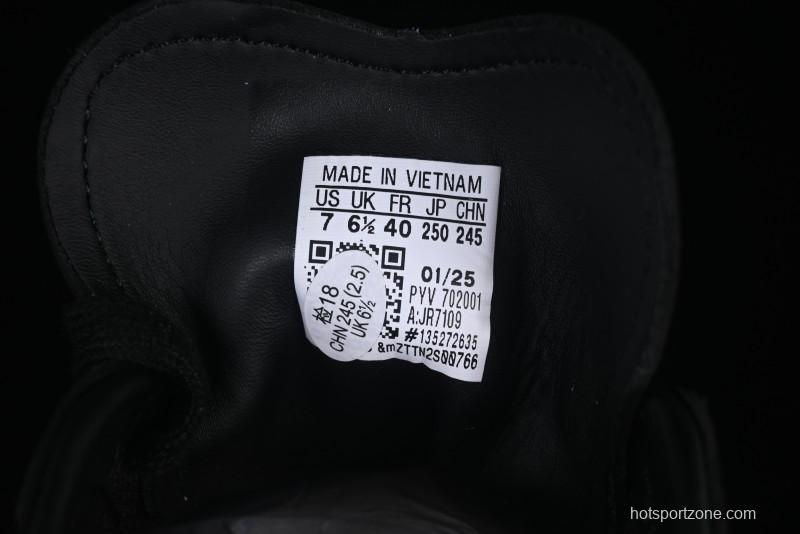 MADE IN VIETNAM
US UK FR JP CHN
7 6½ 40 250 245
01/25
PYV 702001
A:JR7109
#135272635
&mZTTN2S00766
检18
CHN 245 (2.5)
UK 6½
hotsportzone.com